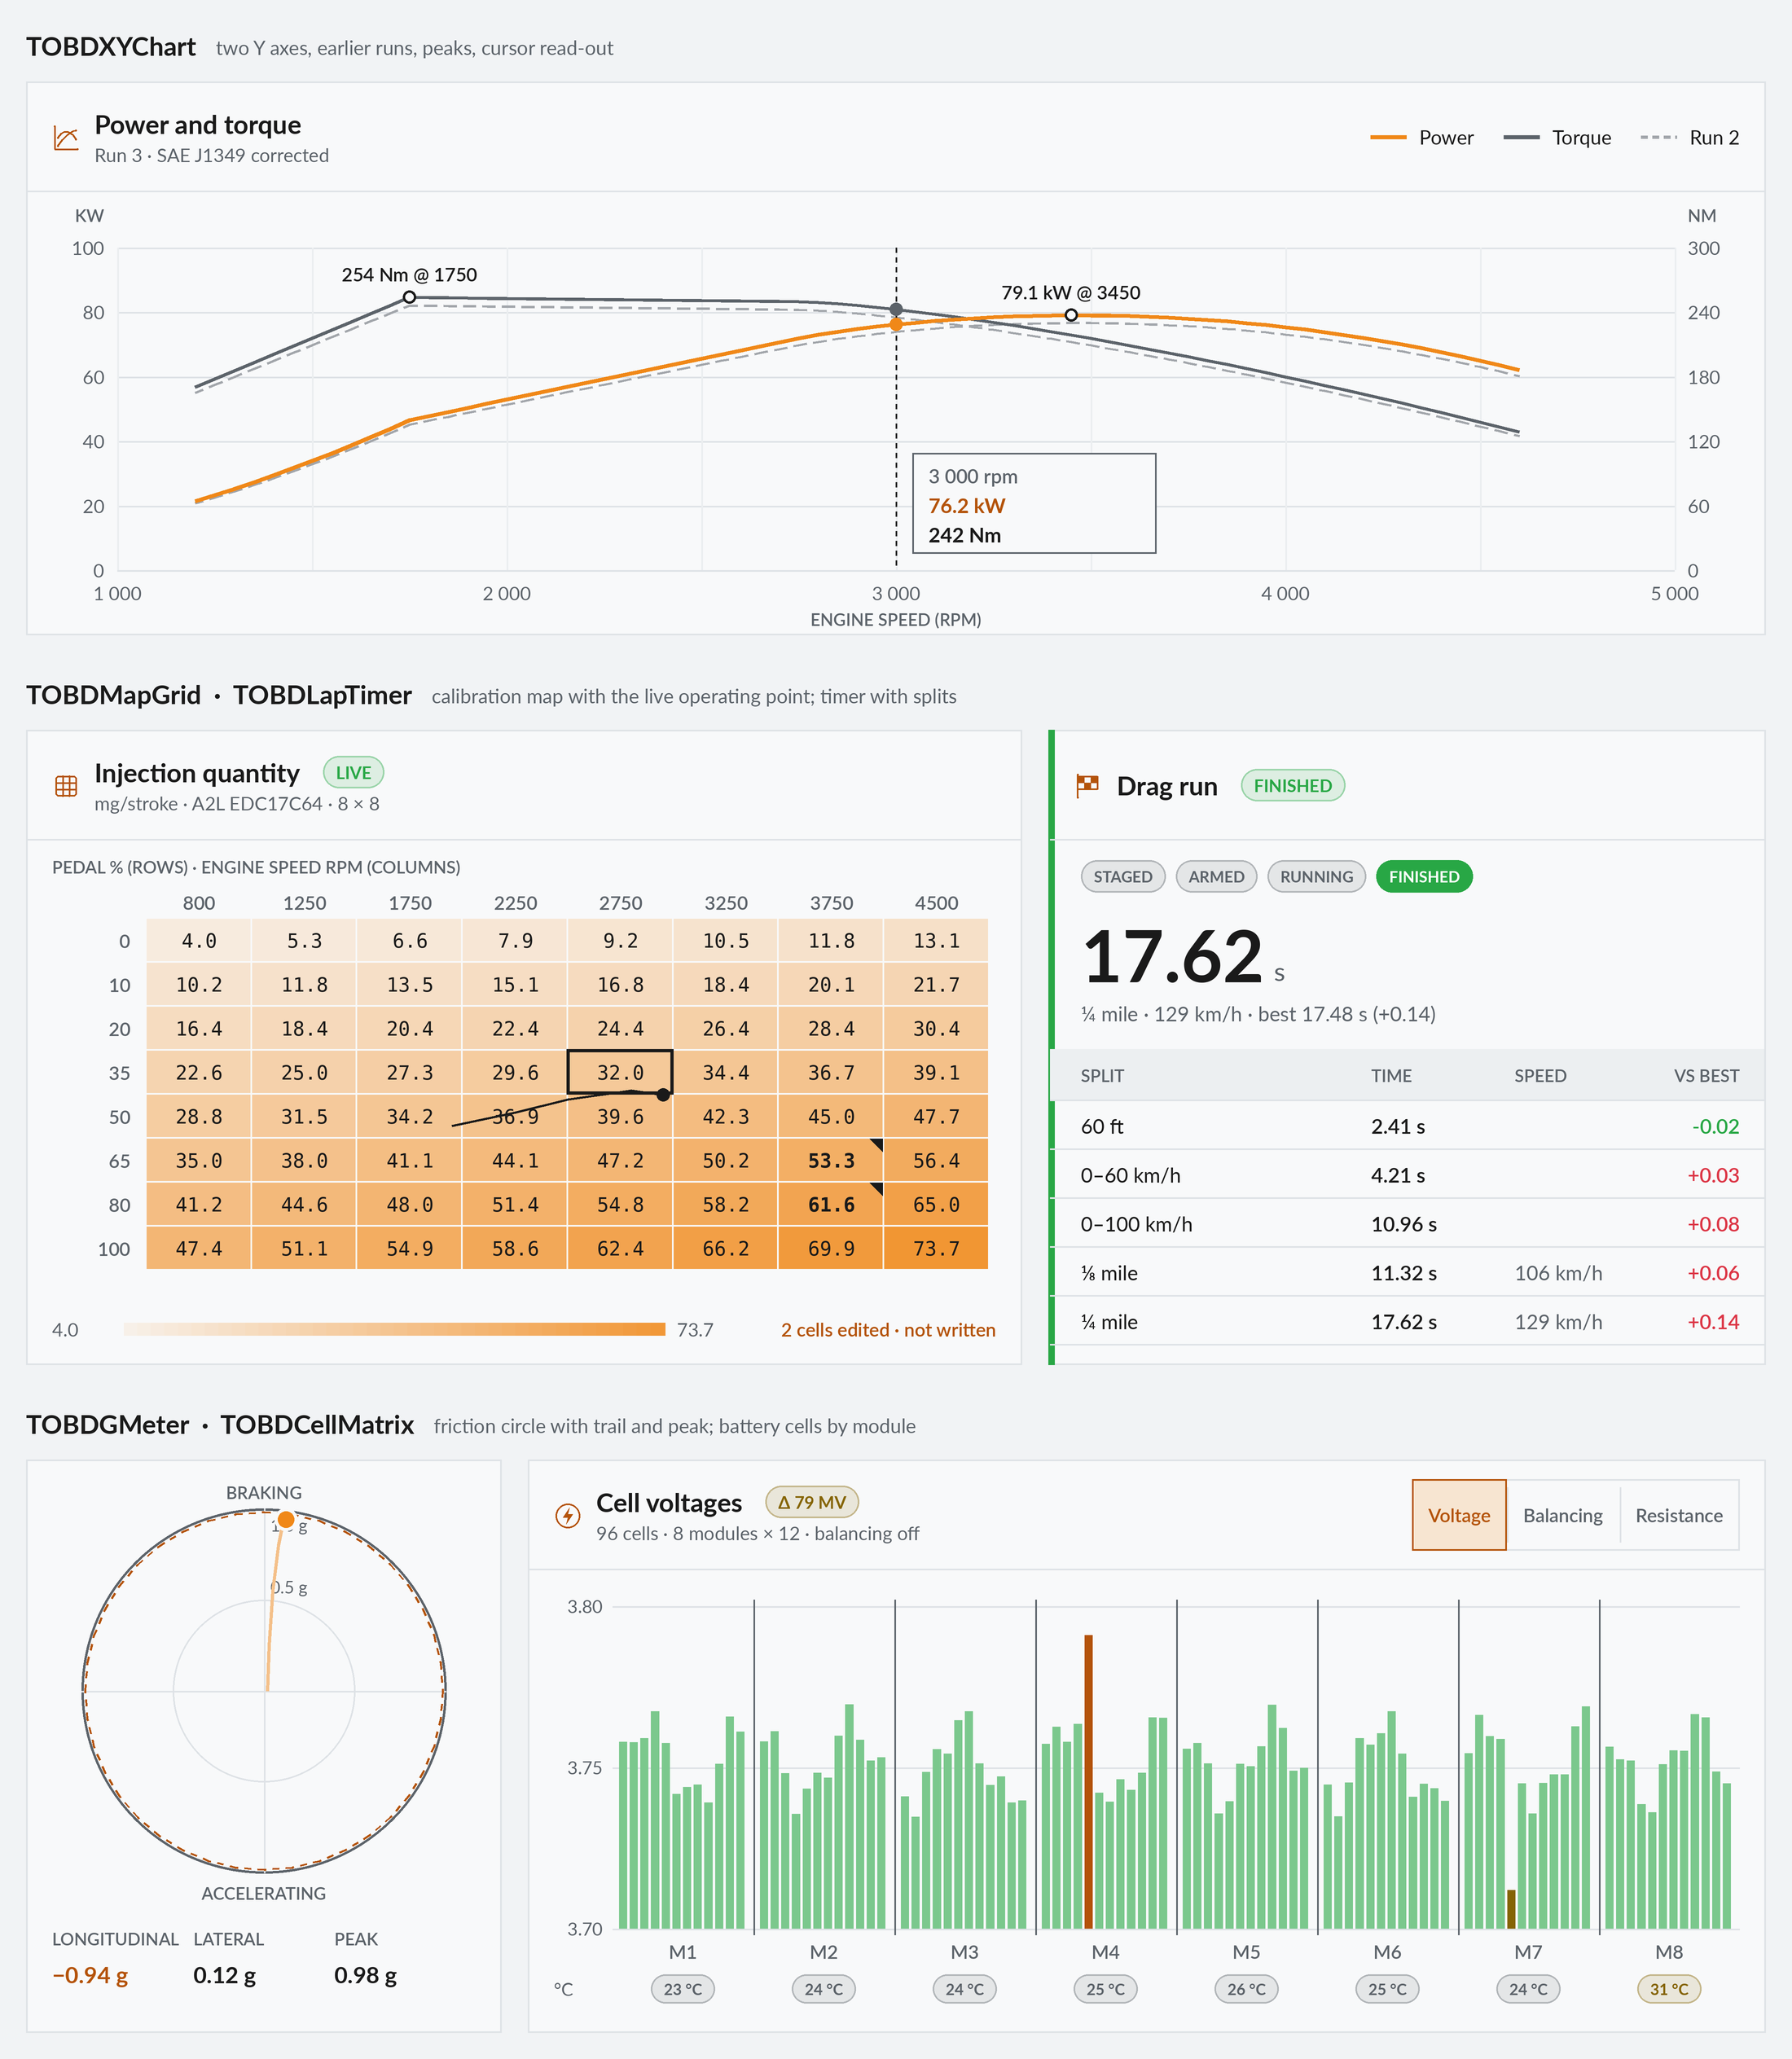 TOBDXYChart two Y axes, earlier runs, peaks, cursor read-out
Power and torque
Run 3 · SAE J1349 corrected
Power Torque Run 2
KW NM
100 300
254 Nm @ 1750
79.1 kW @ 3450
80 240
60 180
40 120
3 000 rpm
76.2 kW
242 Nm
20 60
0 0
1 000 2 000 3 000 4 000 5 000
ENGINE SPEED (RPM)
TOBDMapGrid · TOBDLapTimer calibration map with the live operating point; timer with splits
Injection quantity LIVE
mg/stroke · A2L EDC17C64 · 8 × 8
PEDAL % (ROWS) · ENGINE SPEED RPM (COLUMNS)
800 1250 1750 2250 2750 3250 3750 4500
0 4.0 5.3 6.6 7.9 9.2 10.5 11.8 13.1
10 10.2 11.8 13.5 15.1 16.8 18.4 20.1 21.7
20 16.4 18.4 20.4 22.4 24.4 26.4 28.4 30.4
35 22.6 25.0 27.3 29.6 32.0 34.4 36.7 39.1
50 28.8 31.5 34.2 36.9 39.6 42.3 45.0 47.7
65 35.0 38.0 41.1 44.1 47.2 50.2 53.3 56.4
80 41.2 44.6 48.0 51.4 54.8 58.2 61.6 65.0
100 47.4 51.1 54.9 58.6 62.4 66.2 69.9 73.7
4.0 73.7 2 cells edited · not written
Drag run FINISHED
STAGED ARMED RUNNING FINISHED
17.62 s
¼ mile · 129 km/h · best 17.48 s (+0.14)
SPLIT TIME SPEED VS BEST
60 ft 2.41 s -0.02
0–60 km/h 4.21 s +0.03
0–100 km/h 10.96 s +0.08
⅛ mile 11.32 s 106 km/h +0.06
¼ mile 17.62 s 129 km/h +0.14
TOBDGMeter · TOBDCellMatrix friction circle with trail and peak; battery cells by module
BRAKING
g
0.5 g
ACCELERATING
LONGITUDINAL LATERAL PEAK
−0.94 g 0.12 g 0.98 g
Cell voltages Δ 79 MV
96 cells · 8 modules × 12 · balancing off
Voltage Balancing Resistance
3.80
3.75
3.70
M1 M2 M3 M4 M5 M6 M7 M8
°C 23 °C 24 °C 24 °C 25 °C 26 °C 25 °C 24 °C 31 °C